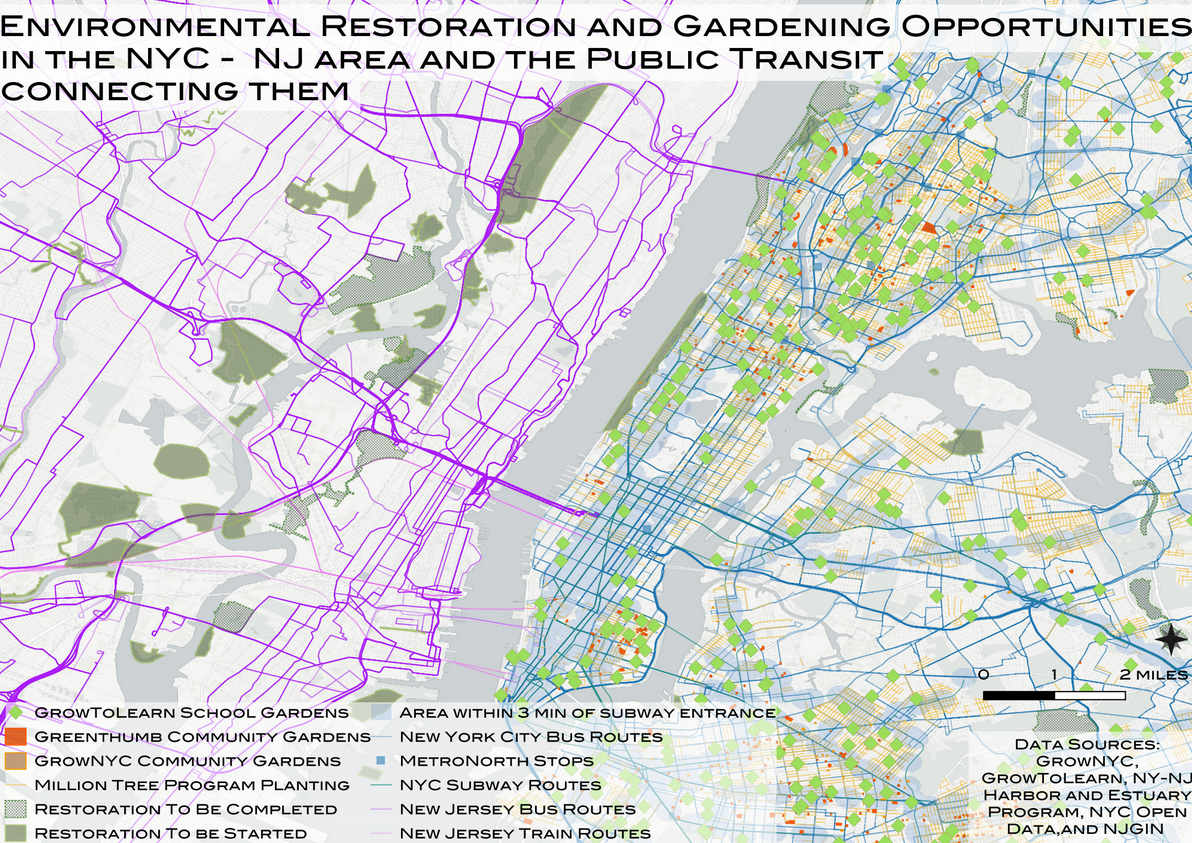 Environmental Restoration and Gardening Opportunities
in the NYC - NJ area and the Public Transit
connecting them
0 1 2 miles
GrowToLearn School Gardens
Greenthumb Community Gardens
GrowNYC Community Gardens
Million Tree Program Planting
Restoration To Be Completed
Restoration To be Started
Area within 3 min of subway entrance
New York City Bus Routes
MetroNorth Stops
NYC Subway Routes
New Jersey Bus Routes
New Jersey Train Routes
Data Sources:
GrowNYC,
GrowToLearn, NY-NJ
Harbor and Estuary
Program, NYC Open
Data,and NJGIN